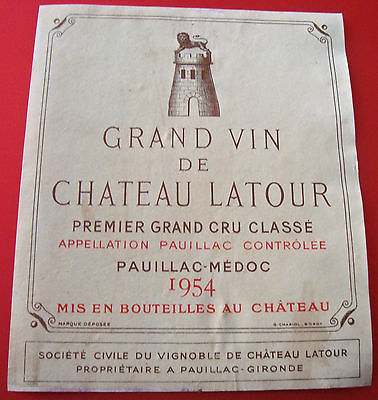 GRAND VIN
DE
CHATEAU LATOUR
PREMIER GRAND CRU CLASSÉ
APPELLATION PAUILLAC CONTRÔLÉE
PAUILLAC-MÉDOC
1954
MIS EN BOUTEILLES AU CHÂTEAU
MARQUE DÉPOSÉE
SOCIÉTÉ CIVILE DU VIGNOBLE DE CHÂTEAU LATOUR
PROPRIÉTAIRE A PAUILLAC-GIRONDE